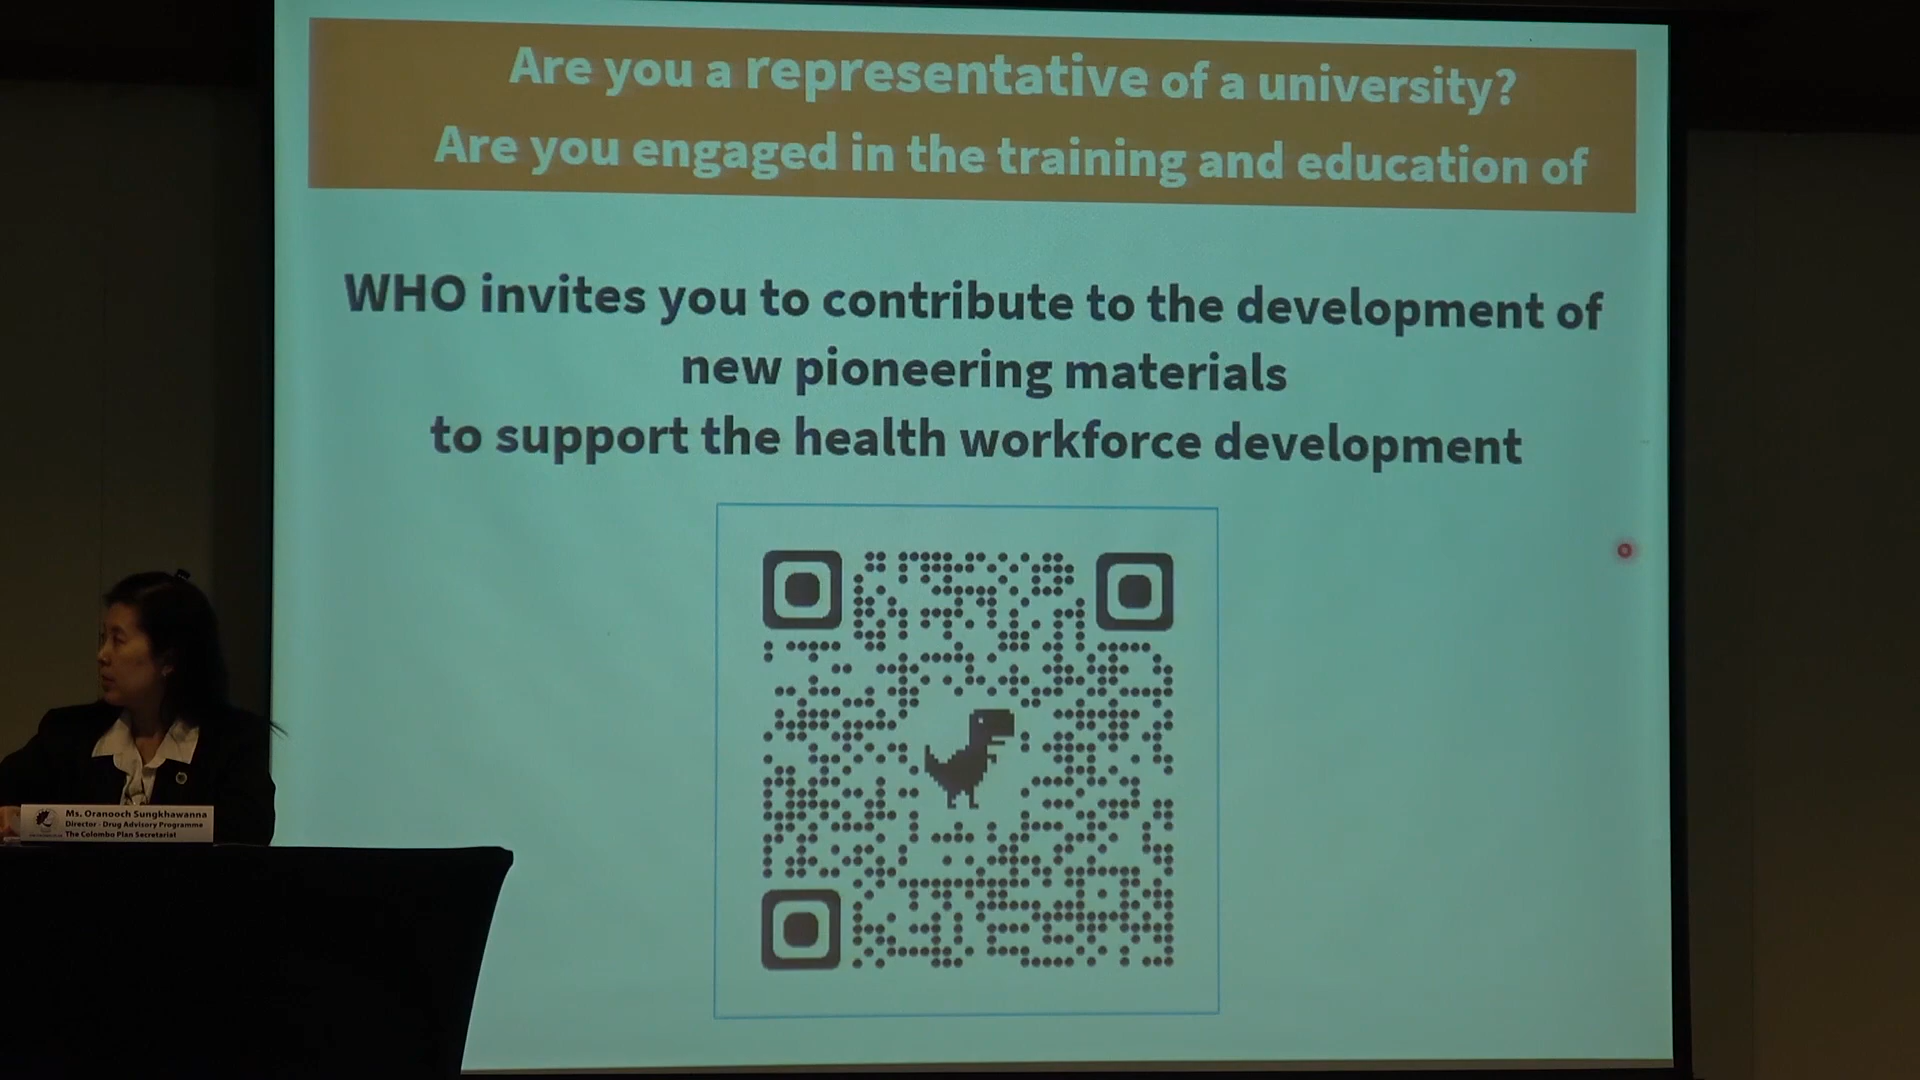 Are you a representative of a university?
Are you engaged in the training and education of
WHO invites you to contribute to the development of
new pioneering materials
to support the health workforce development
Ms. Oranooch Sungkhawanna
Director - Drug Advisory Programme
The Colombo Plan Secretariat